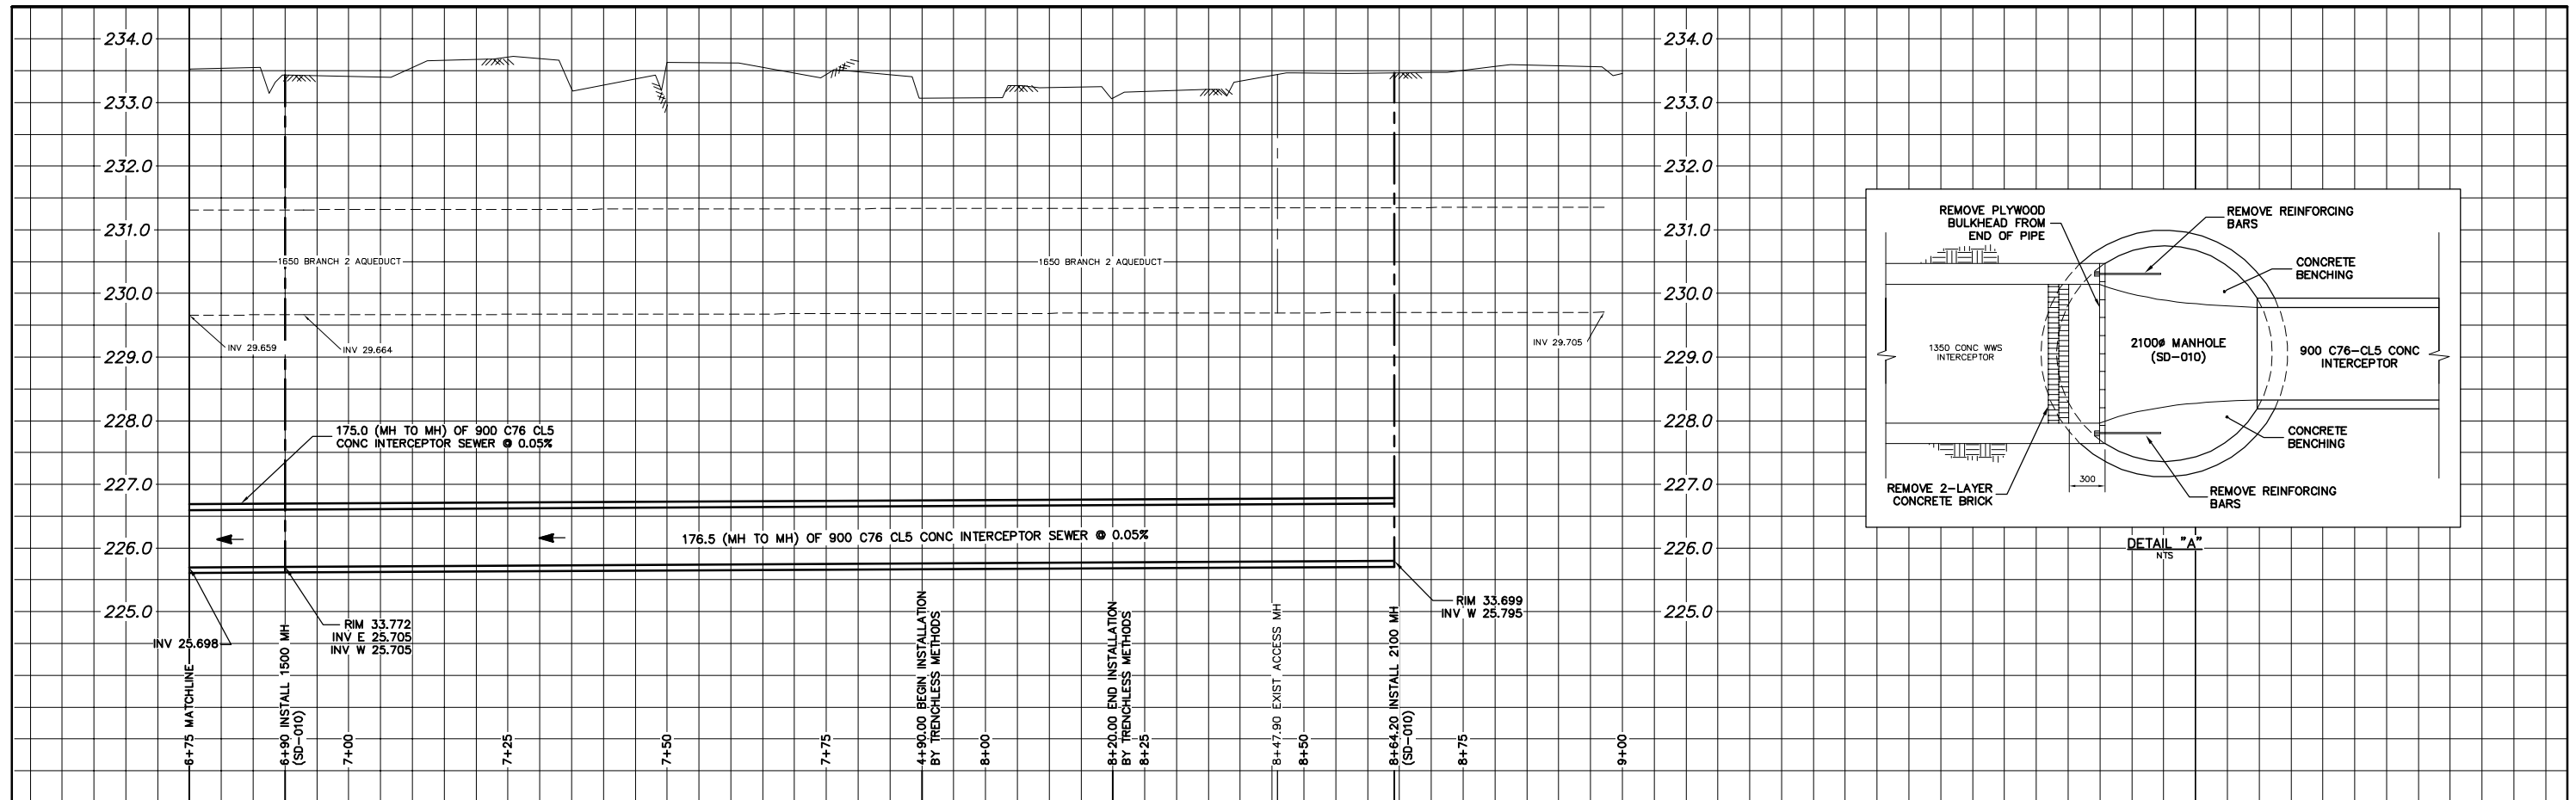 234.0
234.0
233.0
233.0
232.0
232.0
231.0
231.0
1650 BRANCH 2 AQUEDUCT
1650 BRANCH 2 AQUEDUCT
230.0
230.0
INV 29.659
INV 29.664
INV 29.705
229.0
229.0
228.0
228.0
175.0 (MH TO MH) OF 900 C76 CL5
CONC INTERCEPTOR SEWER @ 0.05%
227.0
227.0
176.5 (MH TO MH) OF 900 C76 CL5 CONC INTERCEPTOR SEWER @ 0.05%
226.0
226.0
225.0
225.0
INV 25.698
RIM 33.772
INV E 25.705
INV W 25.705
RIM 33.699
INV W 25.795
6+75 MATCHLINE
6+90 INSTALL 1500 MH
(SD-010)
7+00
7+25
7+50
7+75
4+90.00 BEGIN INSTALLATION
BY TRENCHLESS METHODS
8+00
8+20.00 END INSTALLATION
BY TRENCHLESS METHODS
8+25
8+47.90 EXIST ACCESS MH
8+50
8+64.20 INSTALL 2100 MH
(SD-010)
8+75
9+00
REMOVE PLYWOOD
BULKHEAD FROM
END OF PIPE
REMOVE REINFORCING
BARS
CONCRETE
BENCHING
1350 CONC WWS
INTERCEPTOR
2100ø MANHOLE
(SD-010)
900 C76-CL5 CONC
INTERCEPTOR
CONCRETE
BENCHING
300
REMOVE 2-LAYER
CONCRETE BRICK
REMOVE REINFORCING
BARS
DETAIL "A"
NTS